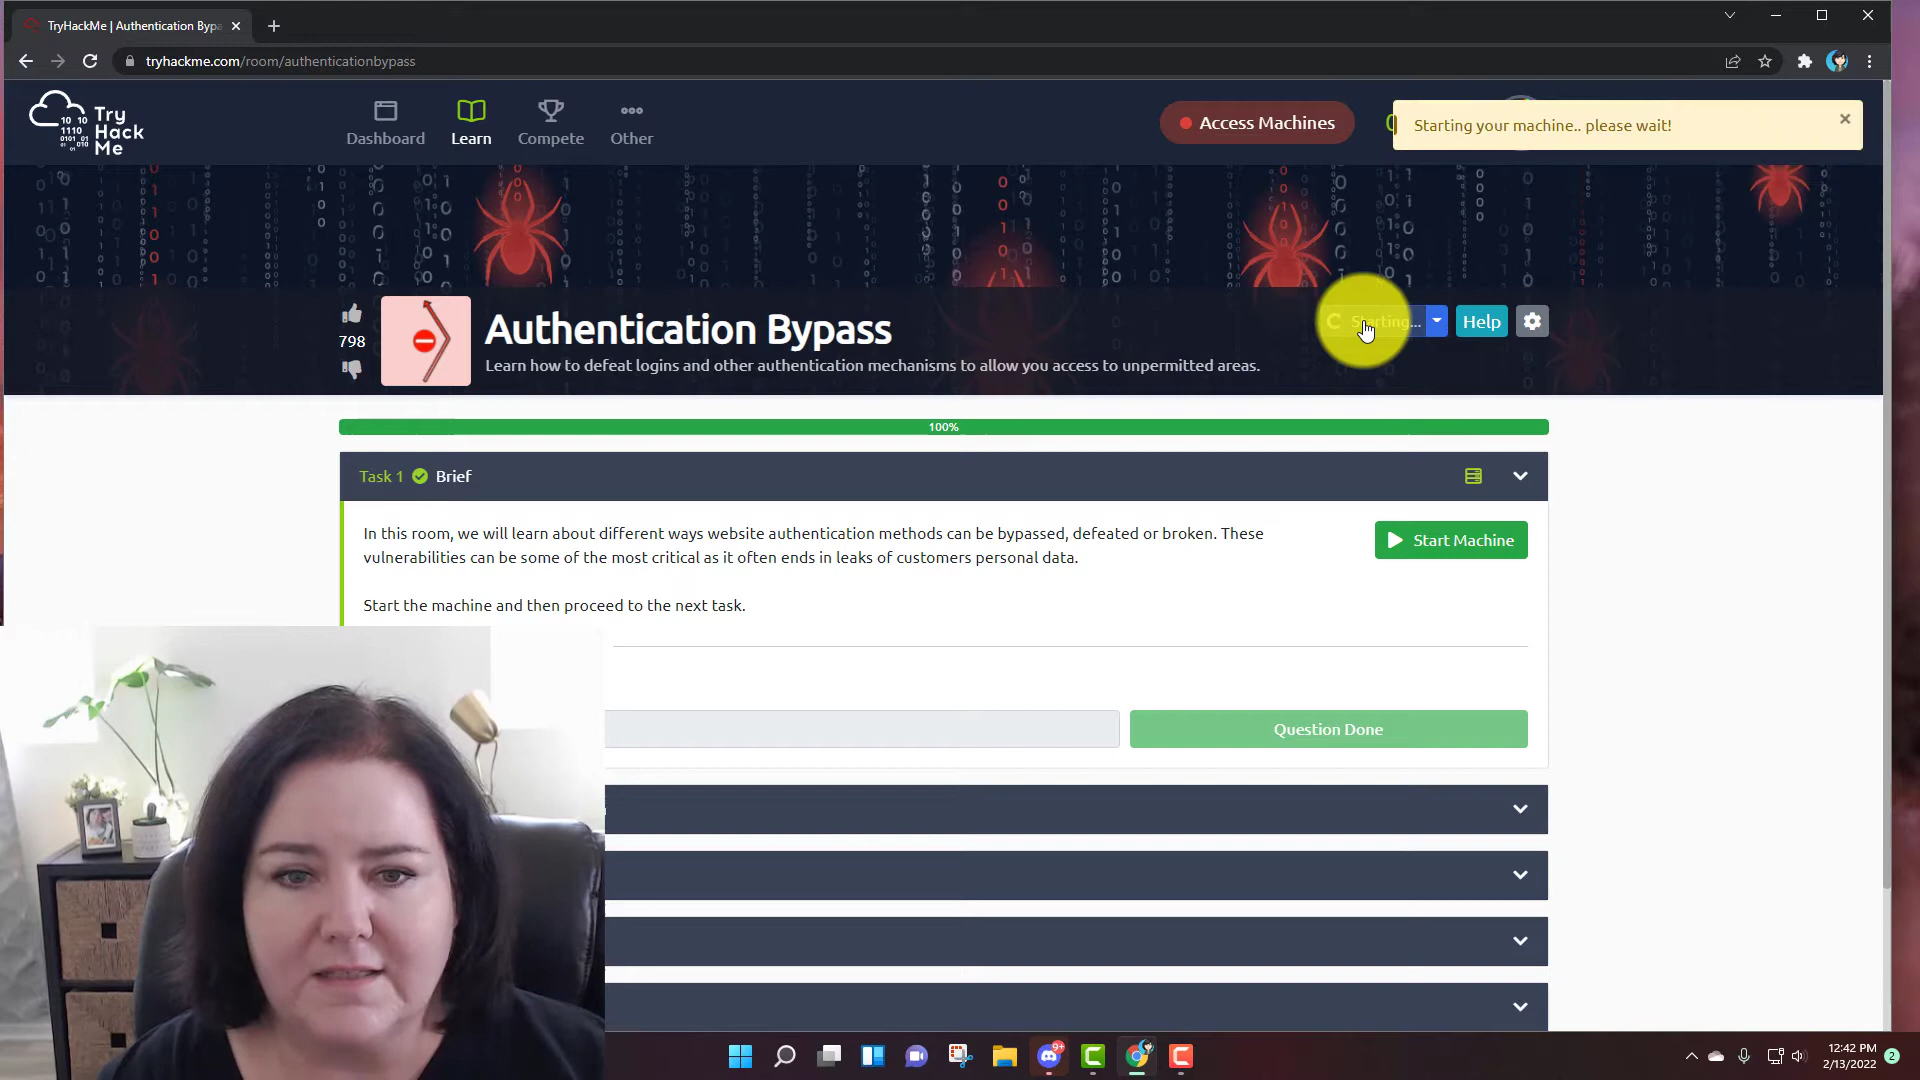 TryHackMe | Authentication Bypa
tryhackme.com/room/authenticationbypass
Try
Hack
Me
Dashboard
Learn
Compete
Other
Access Machines
Starting your machine.. please wait!
798
Authentication Bypass
Learn how to defeat logins and other authentication mechanisms to allow you access to unpermitted areas.
Starting...
Help
100%
Task 1 Brief
In this room, we will learn about different ways website authentication methods can be bypassed, defeated or broken. These
vulnerabilities can be some of the most critical as it often ends in leaks of customers personal data.
Start Machine
Start the machine and then proceed to the next task.
Question Done
9+
12:42 PM
2/13/2022
2